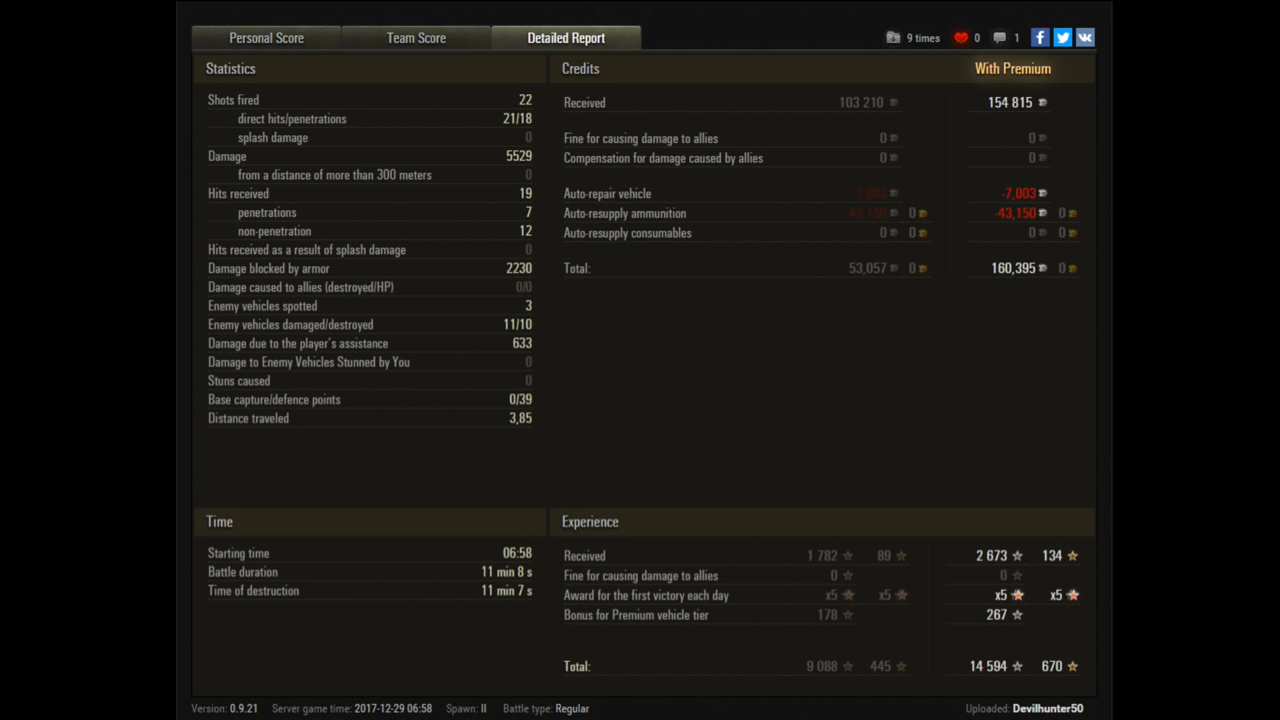 Personal Score Team Score Detailed Report 9 times 0 1
Statistics
Shots fired 22
direct hits/penetrations 21/18
splash damage 0
Damage 5529
from a distance of more than 300 meters 0
Hits received 19
penetrations 7
non-penetration 12
Hits received as a result of splash damage 0
Damage blocked by armor 2230
Damage caused to allies (destroyed/HP) 0/0
Enemy vehicles spotted 3
Enemy vehicles damaged/destroyed 11/10
Damage due to the player's assistance 633
Damage to Enemy Vehicles Stunned by You 0
Stuns caused 0
Base capture/defence points 0/39
Distance traveled 3,85
Credits With Premium
Received 103 210 154 815
Fine for causing damage to allies 0 0
Compensation for damage caused by allies 0 0
Auto-repair vehicle -7,003 -7,003
Auto-resupply ammunition -43,150 0 -43,150 0
Auto-resupply consumables 0 0 0 0
Total: 53,057 0 160,395 0
Time
Starting time 06:58
Battle duration 11 min 8 s
Time of destruction 11 min 7 s
Experience
Received 1 782 89 2 673 134
Fine for causing damage to allies 0 0
Award for the first victory each day x5 x5 x5 x5
Bonus for Premium vehicle tier 178 267
Total: 9 088 445 14 594 670
Version: 0.9.21 Server game time: 2017-12-29 06:58 Spawn: II Battle type: Regular Uploaded: Devilhunter50